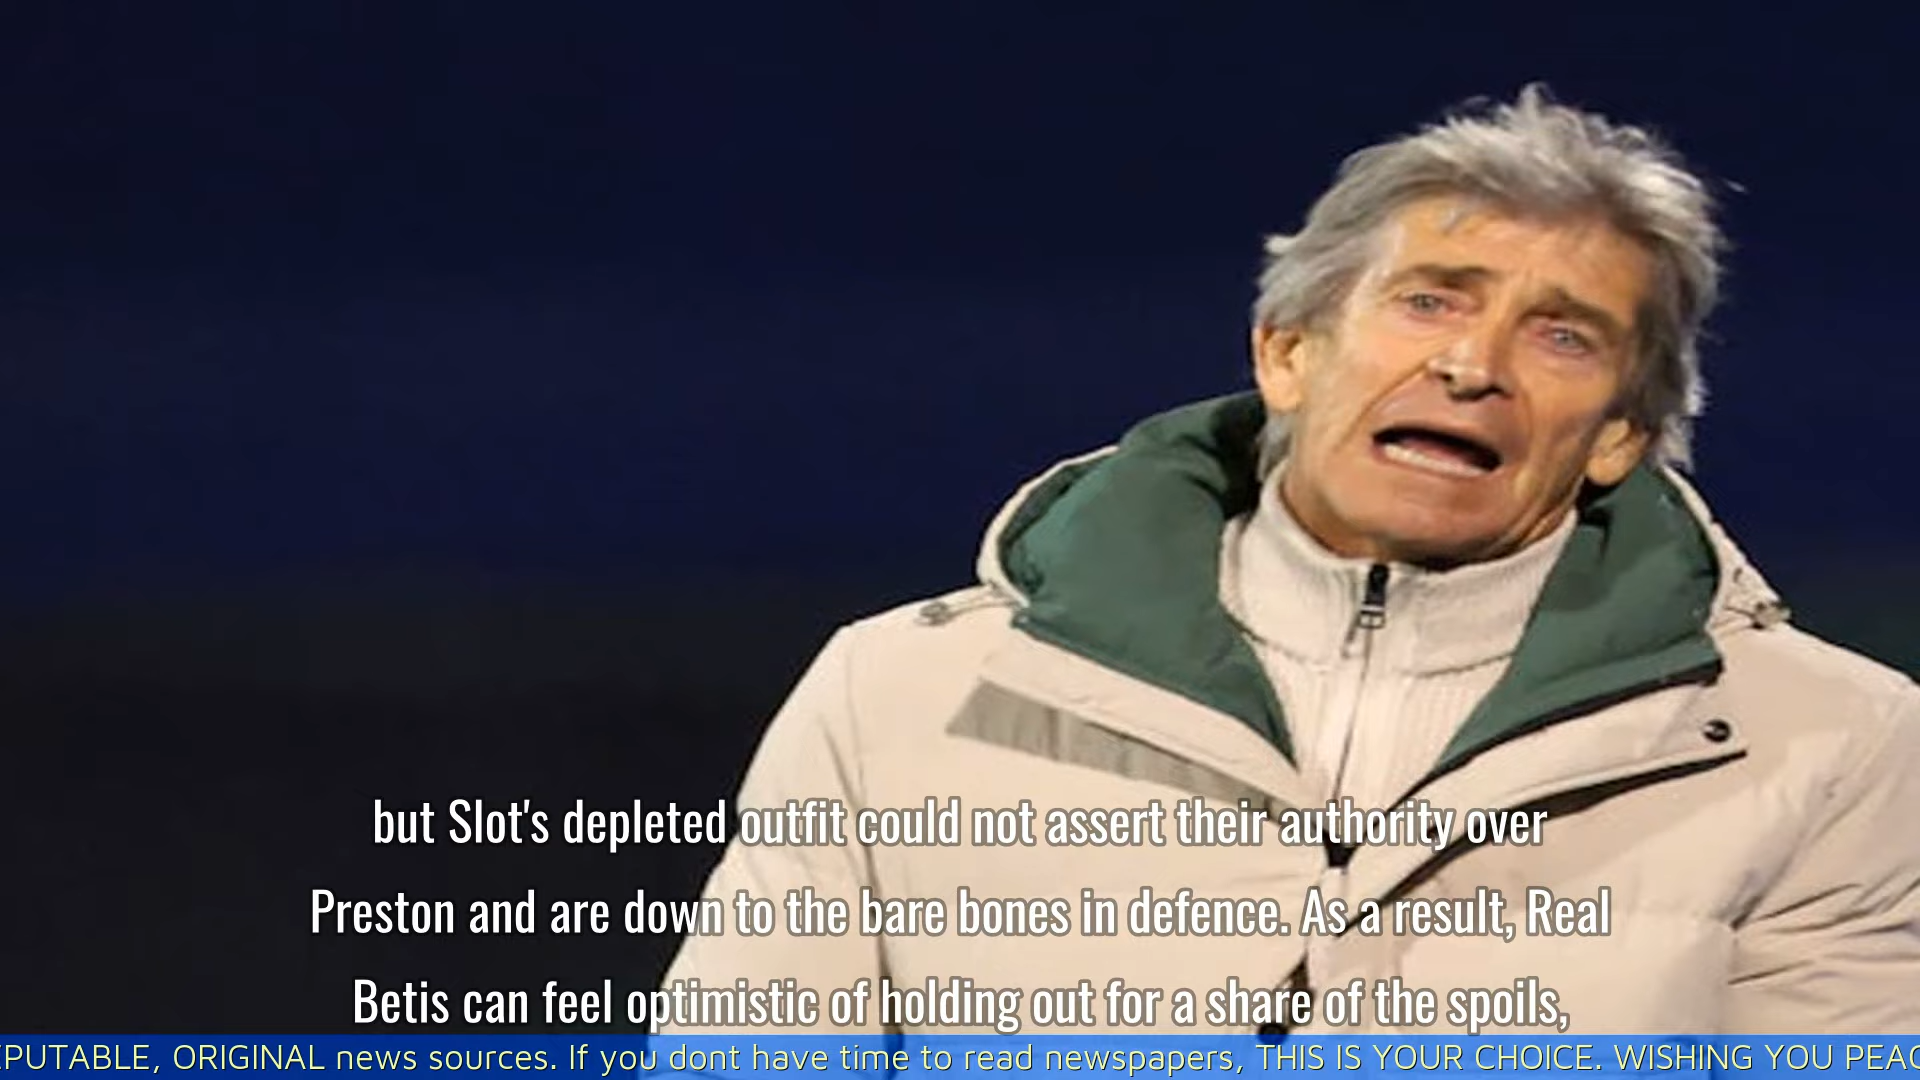 but Slot's depleted outfit could not assert their authority over
Preston and are down to the bare bones in defence. As a result, Real
Betis can feel optimistic of holding out for a share of the spoils,
EPUTABLE, ORIGINAL news sources. If you dont have time to read newspapers, THIS IS YOUR CHOICE. WISHING YOU PEAC